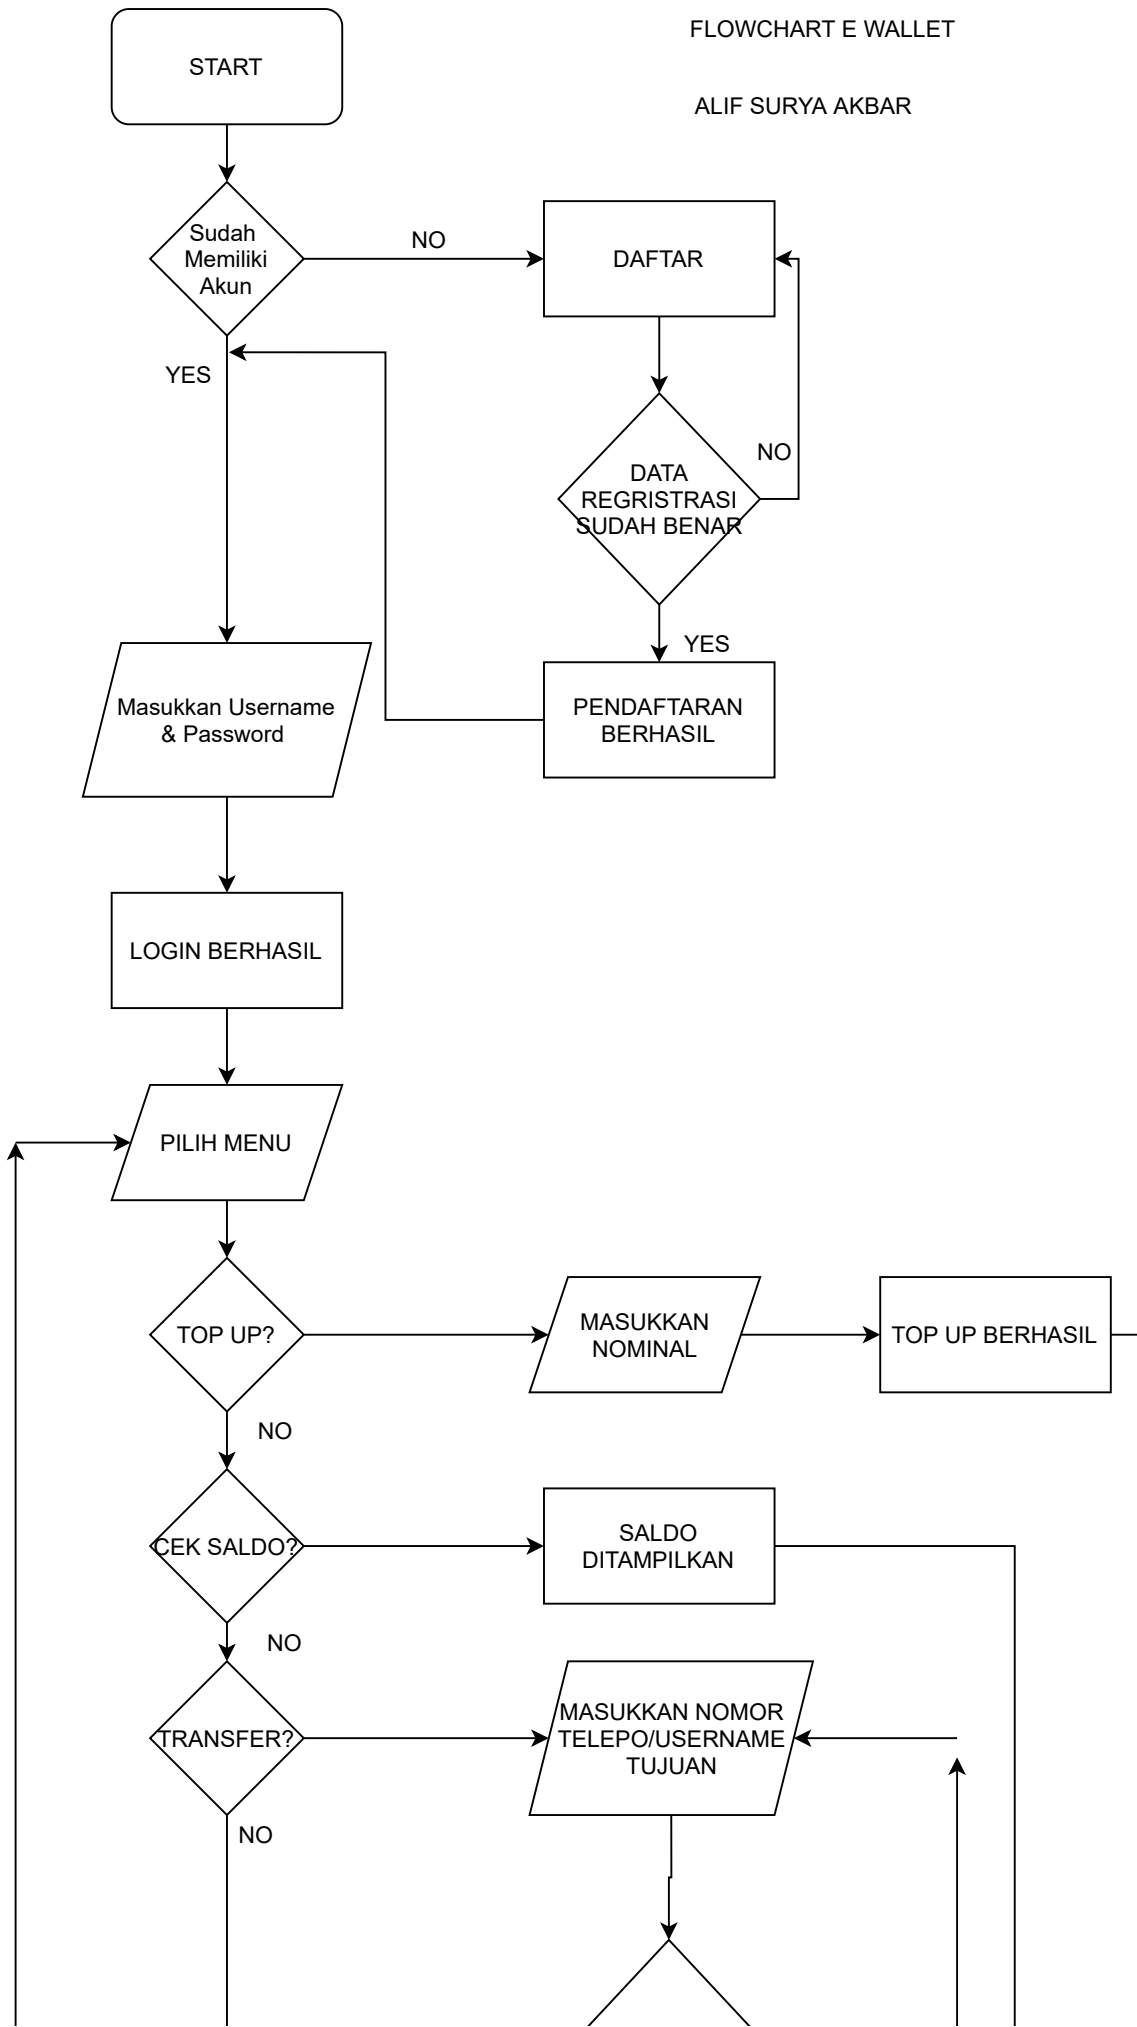 FLOWCHART E WALLET
START
ALIF SURYA AKBAR
Sudah
Memiliki
Akun
NO
DAFTAR
YES
NO
DATA
REGRISTRASI
SUDAH BENAR
YES
Masukkan Username
& Password
PENDAFTARAN
BERHASIL
LOGIN BERHASIL
PILIH MENU
TOP UP?
MASUKKAN
NOMINAL
TOP UP BERHASIL
NO
CEK SALDO?
SALDO
DITAMPILKAN
NO
TRANSFER?
MASUKKAN NOMOR
TELEPO/USERNAME
TUJUAN
NO